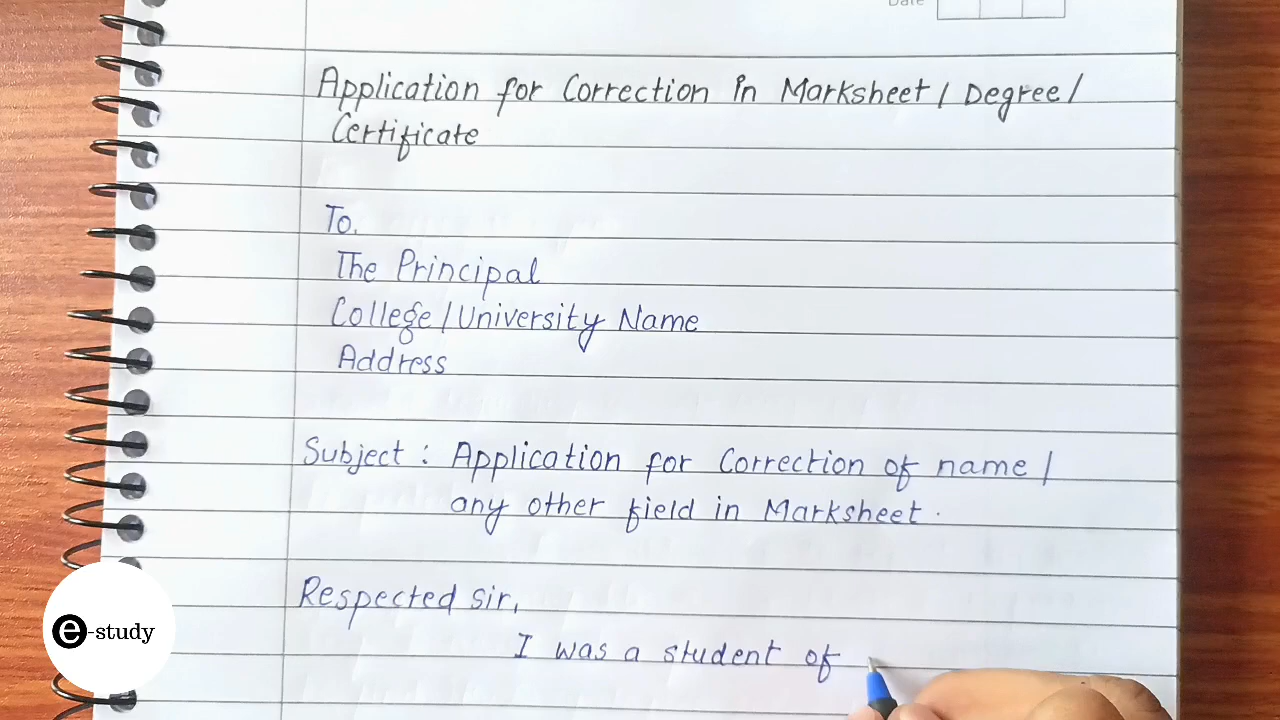 Date
Application for Correction in Marksheet / Degree /
Certificate
To,
The Principal
College / University Name
Address
Subject : Application for Correction of name /
any other field in Marksheet.
Respected sir,
I was a student of
e-study